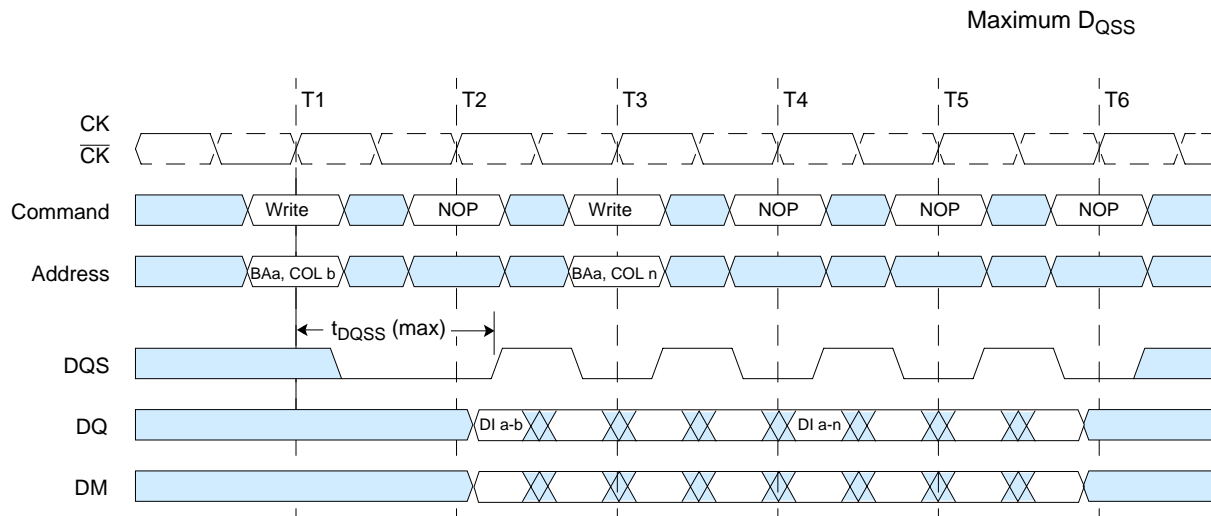 Maximum DQSS
T1 T2 T3 T4 T5 T6
CK
CK
Command Write NOP Write NOP NOP NOP
Address BAa, COL b BAa, COL n
tDQSS (max)
DQS
DQ DI a-b DI a-n
DM